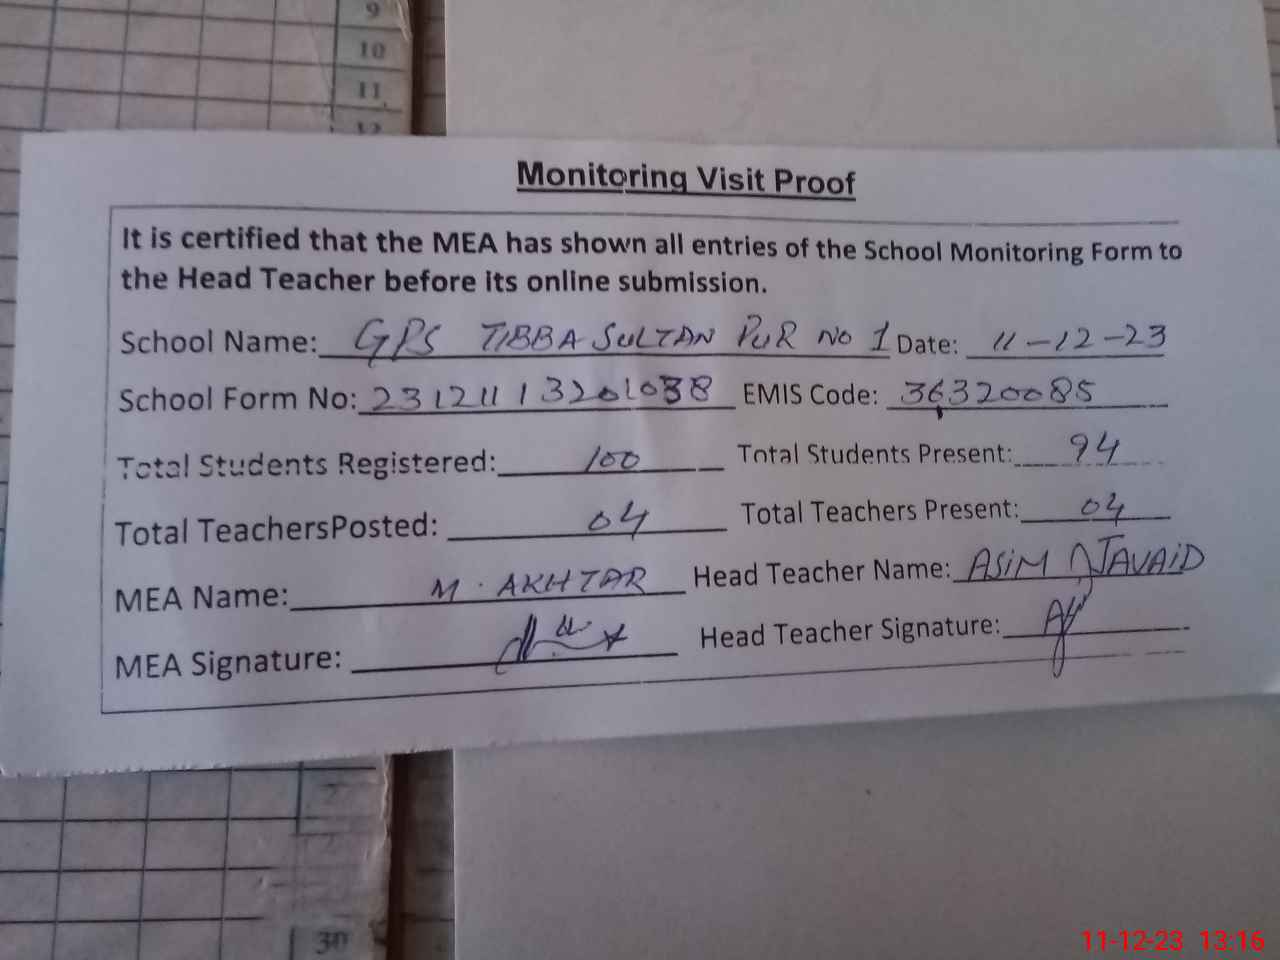 9
10
11
12
Monitoring Visit Proof
It is certified that the MEA has shown all entries of the School Monitoring Form to
the Head Teacher before its online submission.
School Name: GPS TIBBA SULTAN PUR NO 1 Date: 11-12-23
School Form No: 23121113201038 EMIS Code: 36320085
Total Students Registered: 100 Total Students Present: 94
Total TeachersPosted: 04 Total Teachers Present: 04
MEA Name: M. AKHTAR Head Teacher Name: ASIM JAVAID
MEA Signature: Head Teacher Signature:
30
11-12-23 13:16